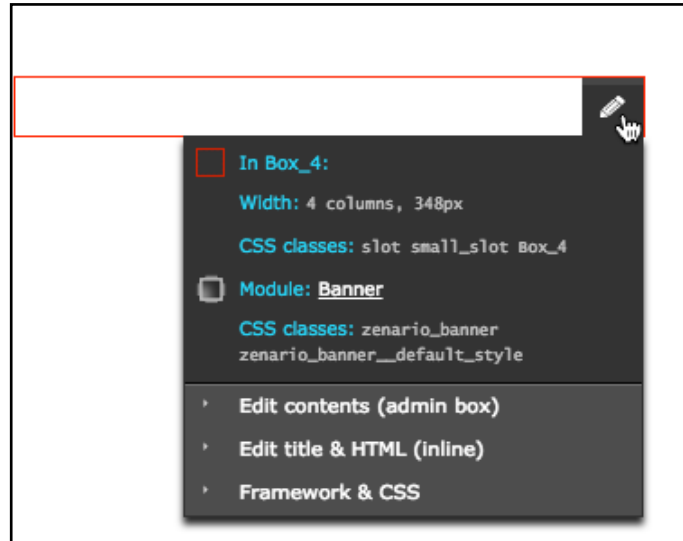 In Box_4:
Width: 4 columns, 348px
CSS classes: slot small_slot Box_4
Module: Banner
CSS classes: zenario_banner
zenario_banner__default_style
Edit contents (admin box)
Edit title & HTML (inline)
Framework & CSS